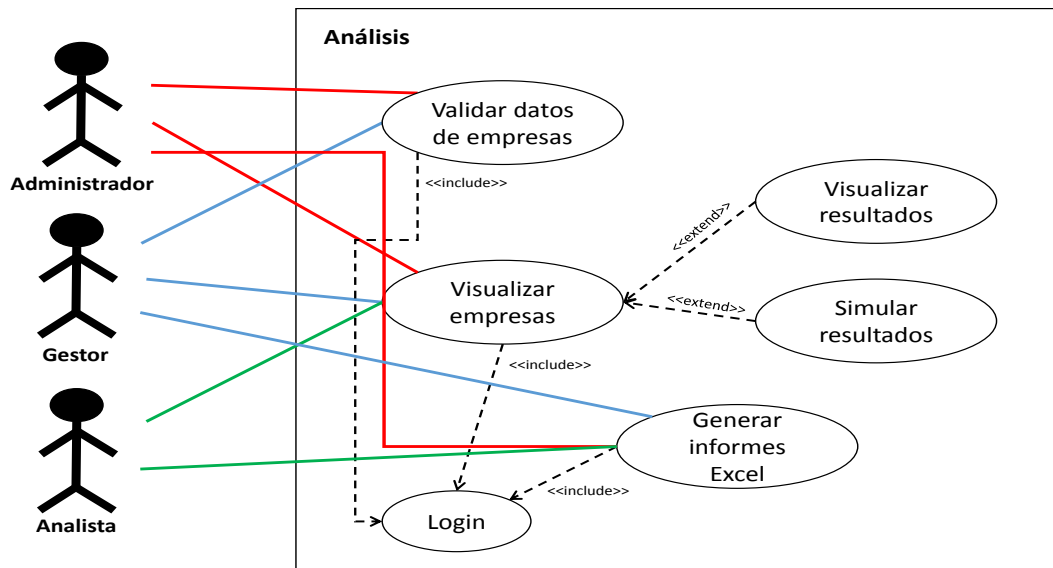 Análisis
Administrador
Gestor
Analista
Validar datos
de empresas
<<include>>
Visualizar
empresas
<<include>>
<<extend>>
<<extend>>
Visualizar
resultados
Simular
resultados
Generar
informes
Excel
<<include>>
Login